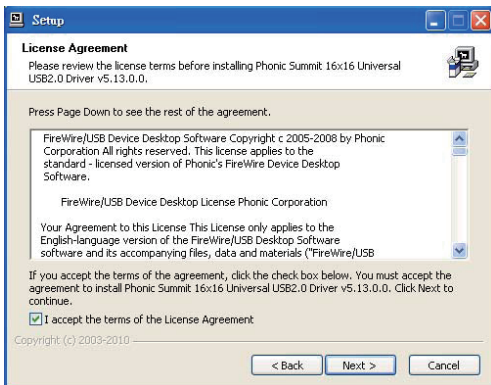 Setup
License Agreement
Please review the license terms before installing Phonic Summit 16x16 Universal
USB2.0 Driver v5.13.0.0.
Press Page Down to see the rest of the agreement.
FireWire/USB Device Desktop Software Copyright c 2005-2008 by Phonic
Corporation All rights reserved. This license applies to the
standard - licensed version of Phonic's FireWire Device Desktop
Software.
FireWire/USB Desktop License Phonic Corporation
Your Agreement to this License This License only applies to the
English-language version of the FireWire/USB Desktop Software
software and its accompanying files, data and materials ("FireWire/USB
If you accept the terms of the agreement, click the check box below. You must accept the
agreement to install Phonic Summit 16x16 Universal USB2.0 Driver v5.13.0.0. Click Next to
continue.
I accept the terms of the License Agreement
Copyright (c) 2003-2010
< Back
Next >
Cancel